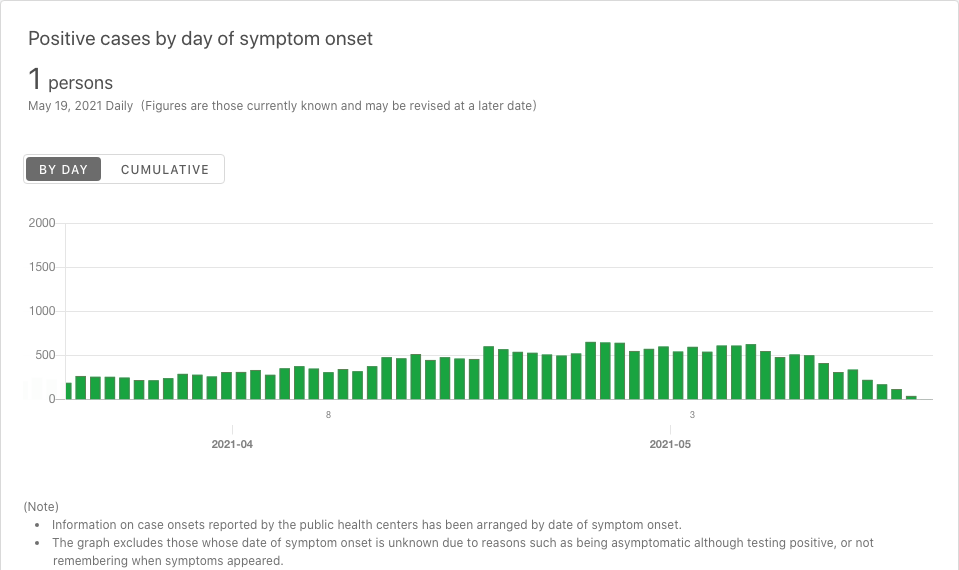 Positive cases by day of symptom onset
1 persons
May 19, 2021 Daily (Figures are those currently known and may be revised at a later date)
BY DAY CUMULATIVE
2000
1500
1000
500
0
8 3
2021-04 2021-05
(Note)
• Information on case onsets reported by the public health centers has been arranged by date of symptom onset.
• The graph excludes those whose date of symptom onset is unknown due to reasons such as being asymptomatic although testing positive, or not
remembering when symptoms appeared.